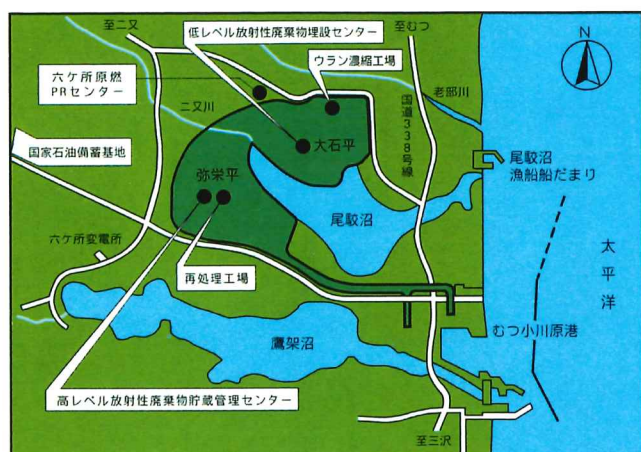 至二又
低レベル放射性廃棄物埋設センター
至むつ
ウラン濃縮工場
六ケ所原燃
PRセンター
二又川
老部川
国道338号線
N
国家石油備蓄基地
大石平
尾駮沼
漁船船だまり
弥栄平
尾駮沼
太平洋
六ケ所変電所
再処理工場
むつ小川原港
鷹架沼
高レベル放射性廃棄物貯蔵管理センター
至三沢